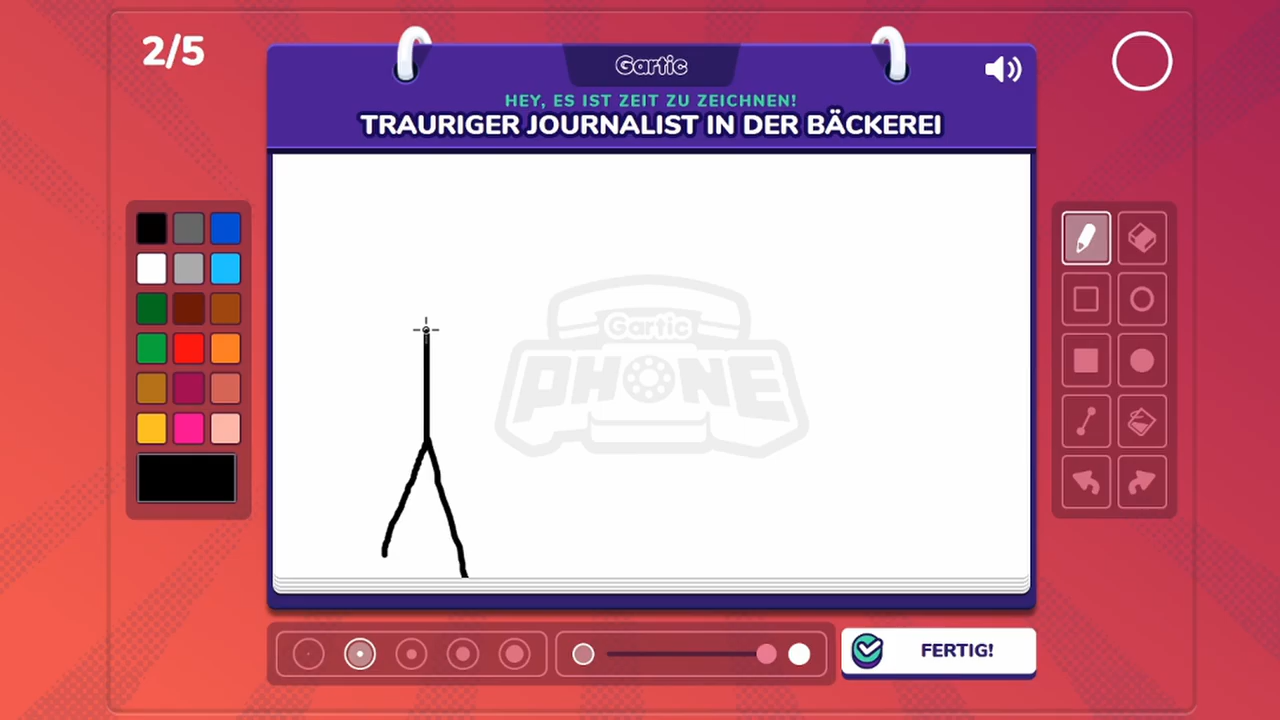 2/5
Gartic
HEY, ES IST ZEIT ZU ZEICHNEN!
TRAURIGER JOURNALIST IN DER BÄCKEREI
Gartic
PHONE
FERTIG!